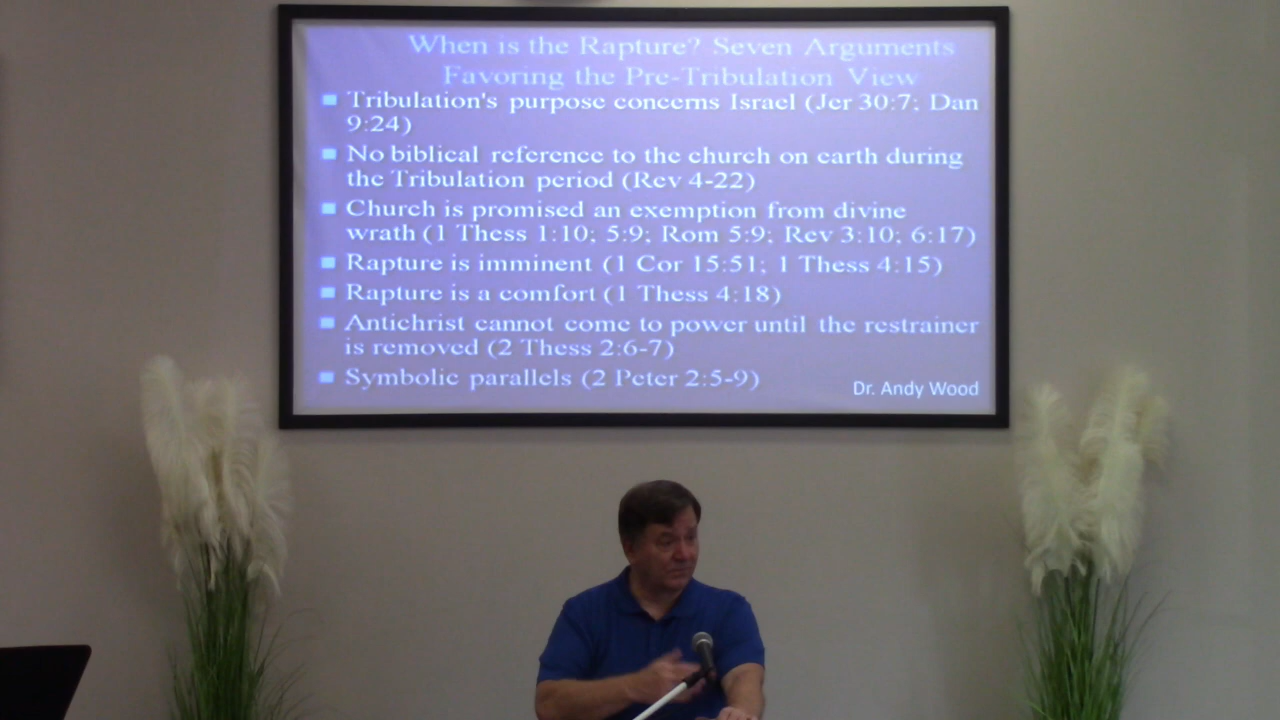 When is the Rapture? Seven Arguments
Favoring the Pre-Tribulation View
Tribulation's purpose concerns Israel (Jer 30:7; Dan
9:24)
No biblical reference to the church on earth during
the Tribulation period (Rev 4-22)
Church is promised an exemption from divine
wrath (1 Thess 1:10; 5:9; Rom 5:9; Rev 3:10; 6:17)
Rapture is imminent (1 Cor 15:51; 1 Thess 4:15)
Rapture is a comfort (1 Thess 4:18)
Antichrist cannot come to power until the restrainer
is removed (2 Thess 2:6-7)
Symbolic parallels (2 Peter 2:5-9)
Dr. Andy Wood